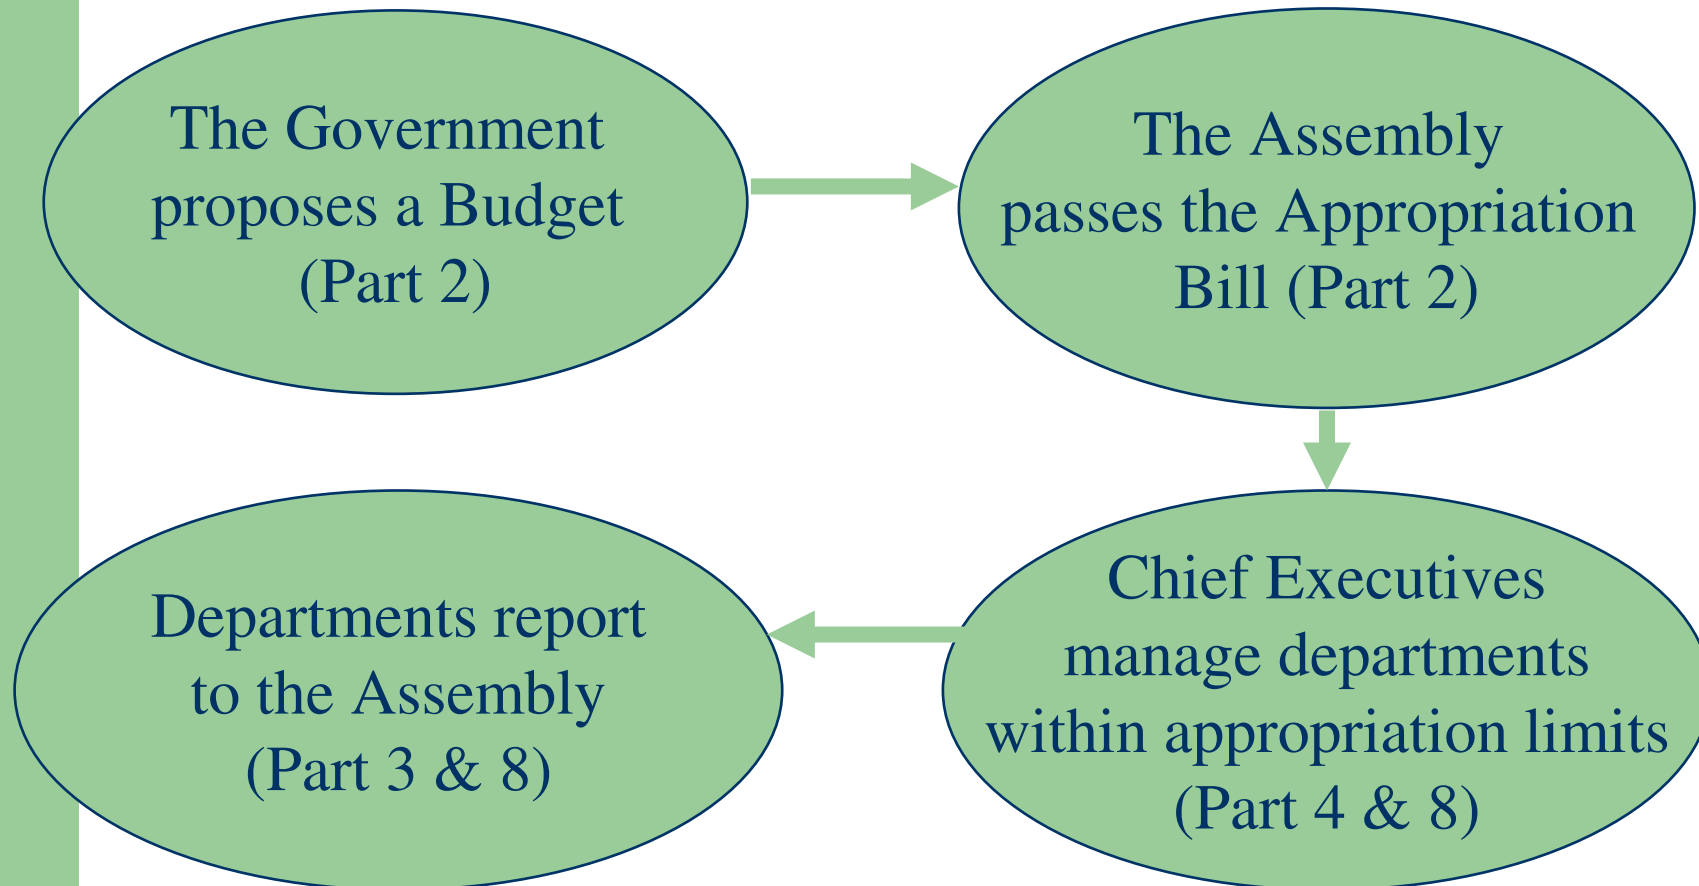 The Government
proposes a Budget
(Part 2)
The Assembly
passes the Appropriation
Bill (Part 2)
Chief Executives
manage departments
within appropriation limits
(Part 4 & 8)
Departments report
to the Assembly
(Part 3 & 8)